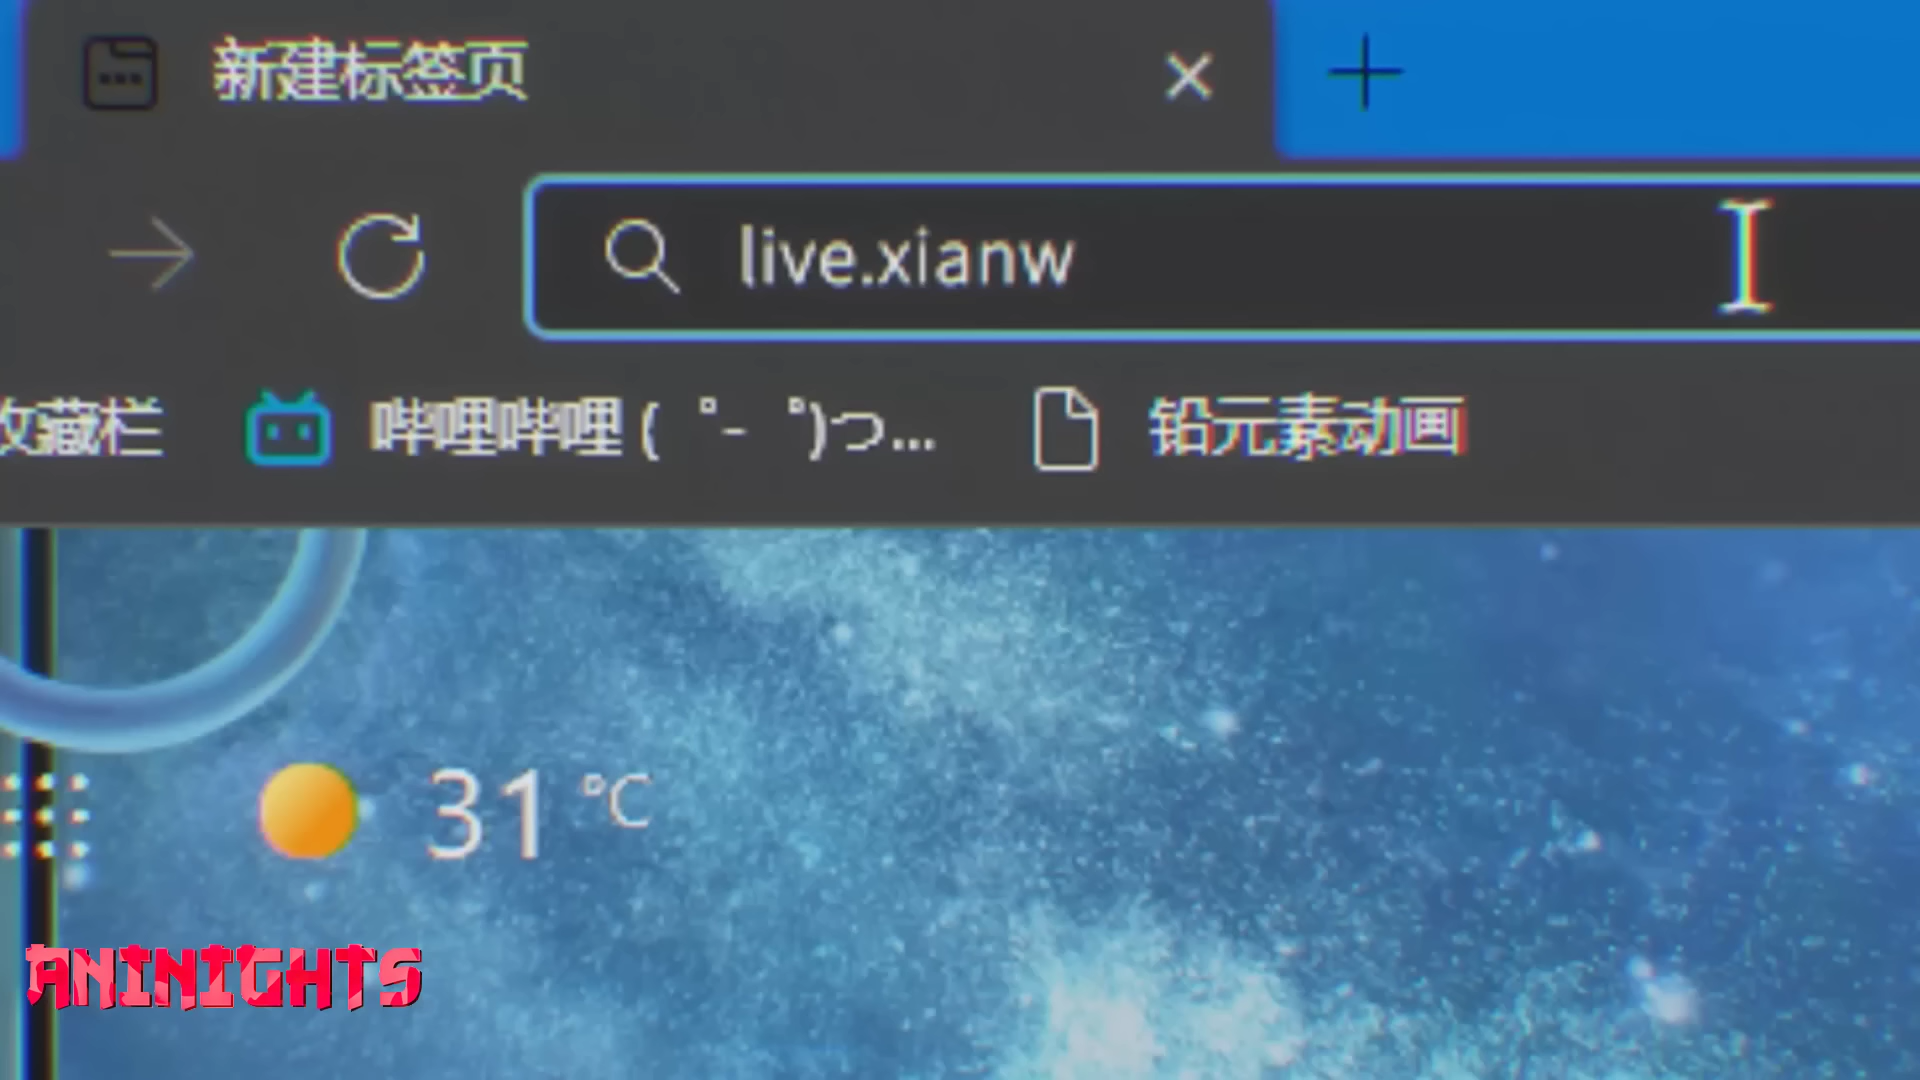 新建标签页
live.xianw
收藏栏
哔哩哔哩 ( ゜- ゜)つ...
铅元素动画
31 °C
ANINIGHTS